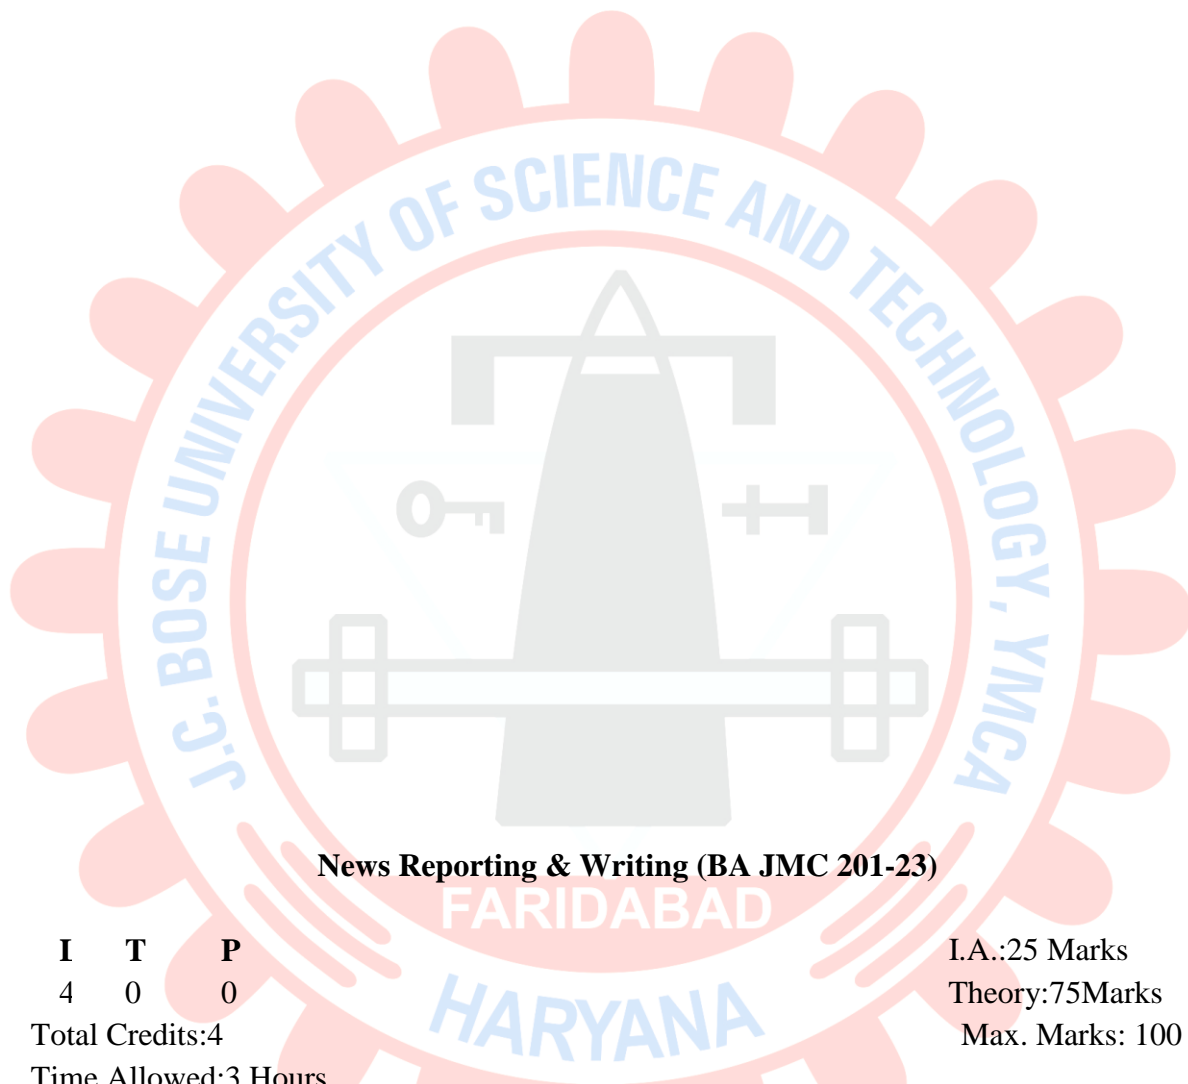 J.C. BOSE UNIVERSITY OF SCIENCE AND TECHNOLOGY, YMCA
News Reporting & Writing (BA JMC 201-23)
FARIDABAD
HARYANA
I T P
4 0 0
Total Credits:4
Time Allowed:3 Hours
I.A.:25 Marks
Theory:75Marks
Max. Marks: 100